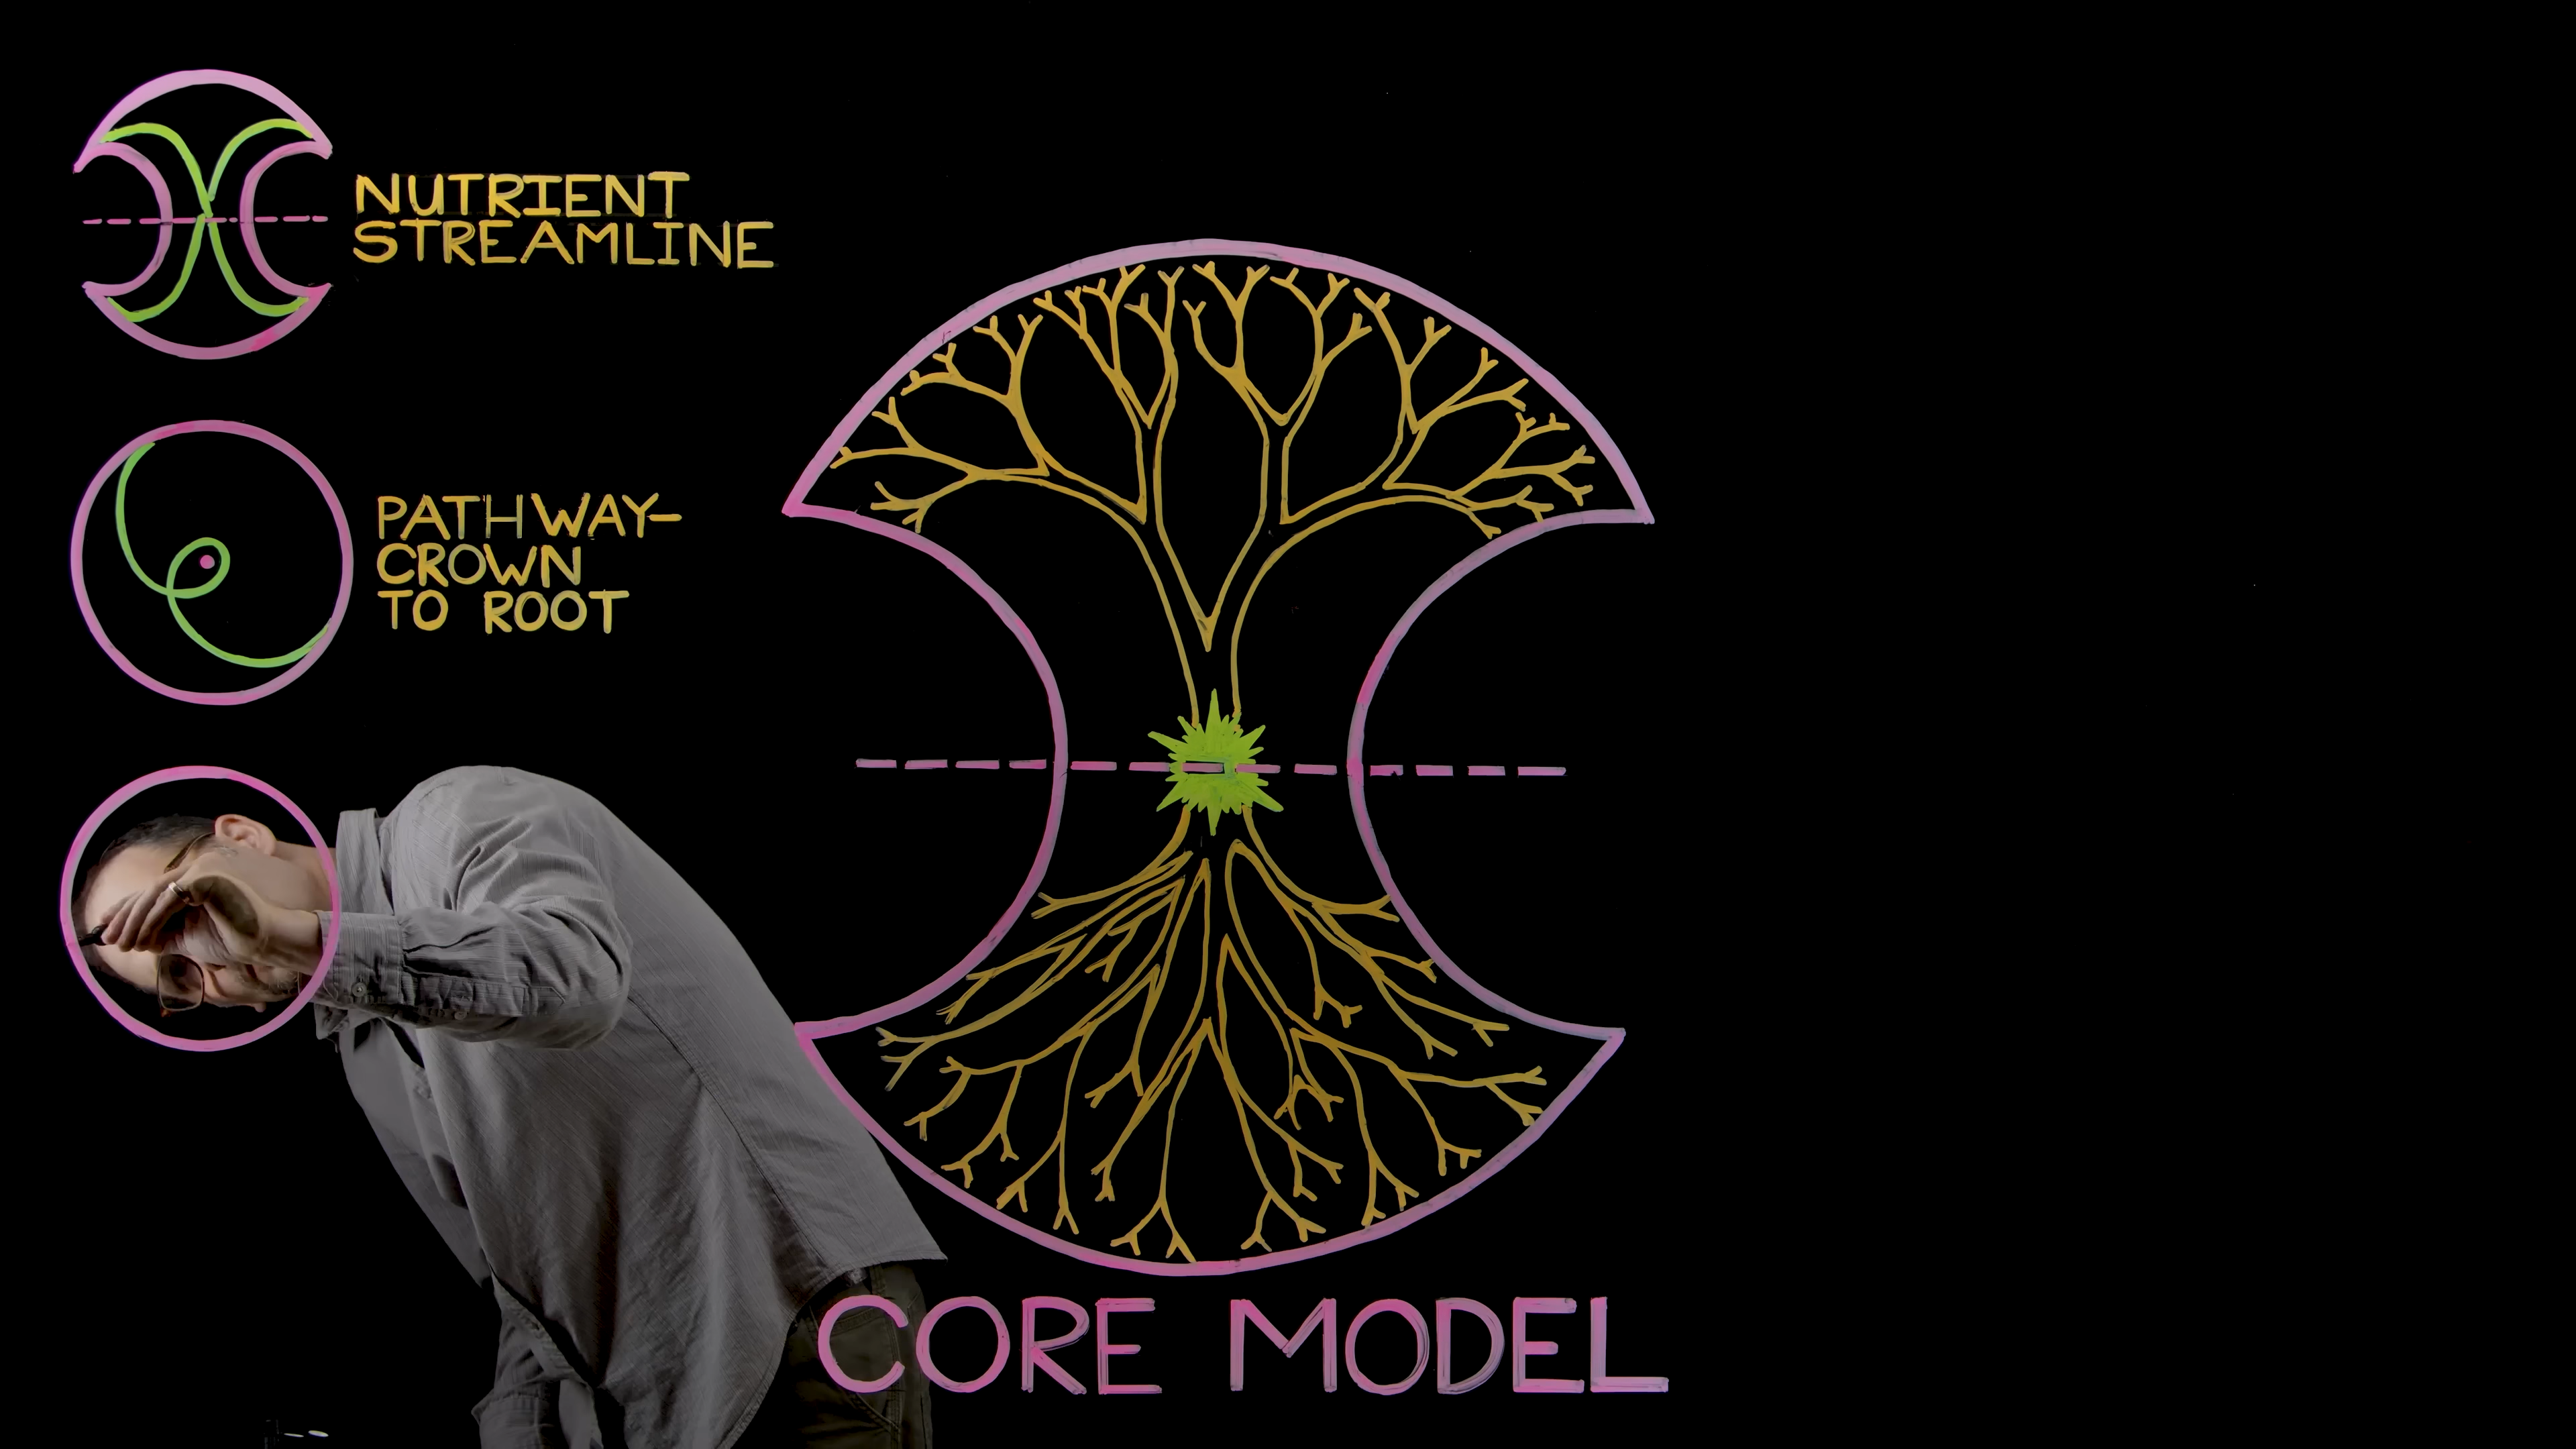 NUTRIENT
STREAMLINE
PATHWAY-
CROWN
TO ROOT
CORE MODEL